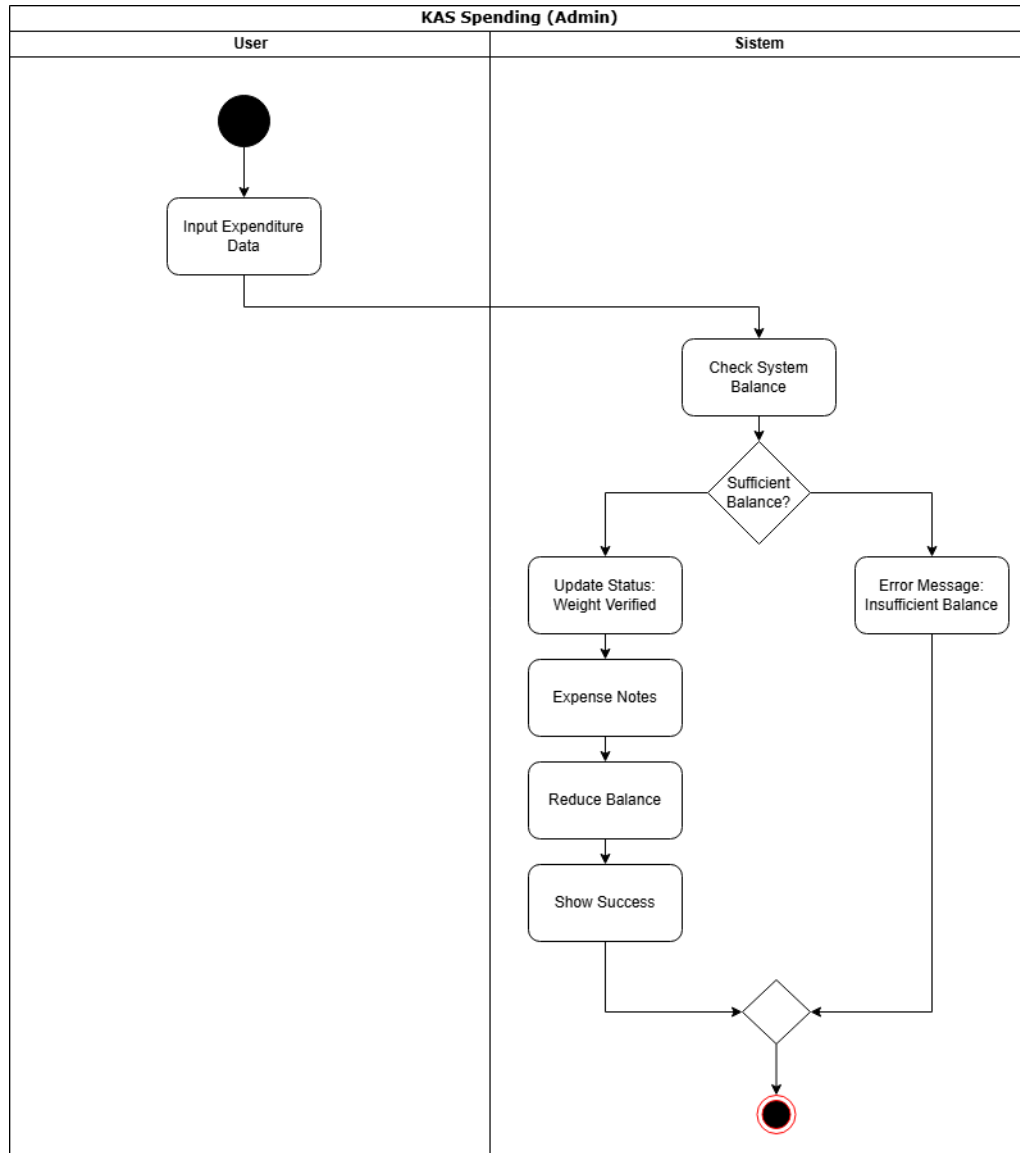 KAS Spending (Admin)
User
Sistem
Input Expenditure
Data
Check System
Balance
Sufficient
Balance?
Update Status:
Weight Verified
Error Message:
Insufficient Balance
Expense Notes
Reduce Balance
Show Success